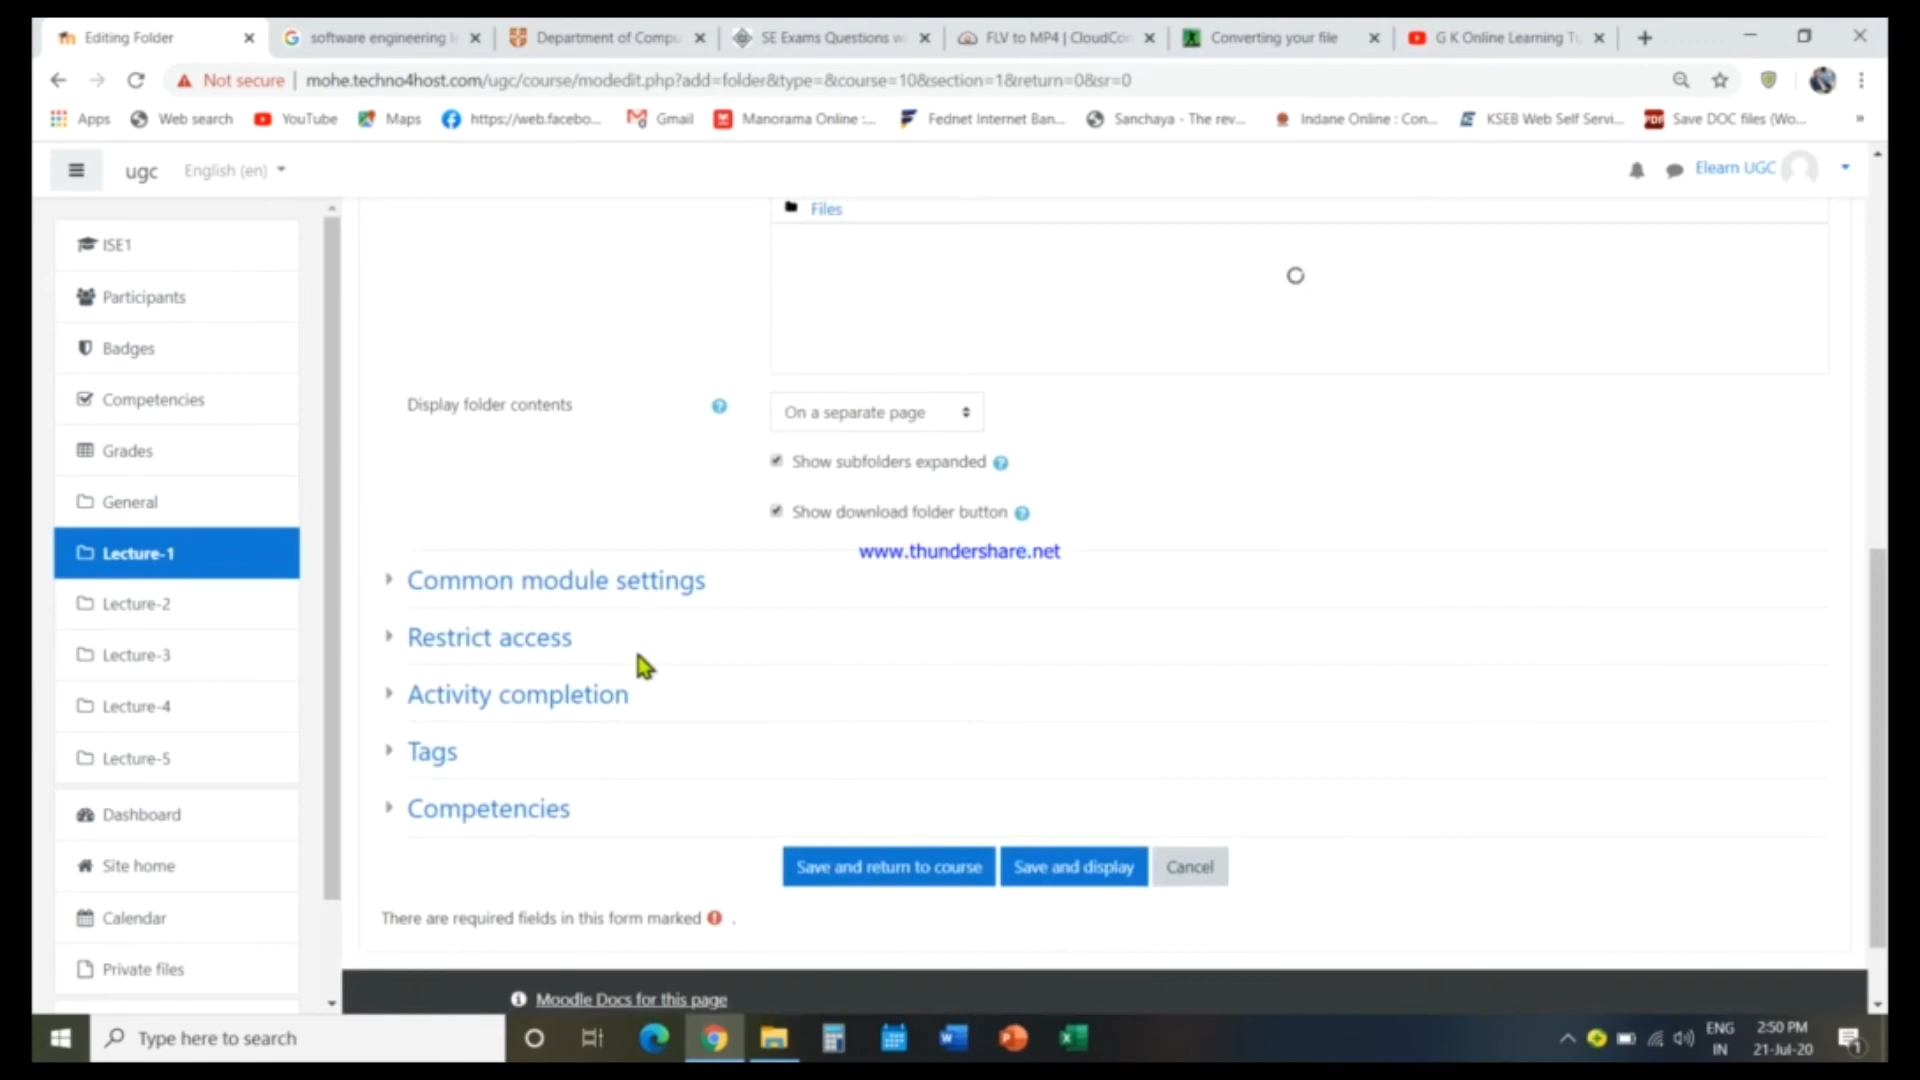 Editing Folder
software engineering
Department of Compu
SE Exams Questions w
FLV to MP4 | CloudCon
Converting your file
G K Online Learning Tu
Not secure | mohe.techno4host.com/ugc/course/modedit.php?add=folder&type=&course=10&section=1&return=0&sr=0
Apps
Web search
YouTube
Maps
https://web.facebo...
Gmail
Manorama Online :...
Fednet Internet Ban...
Sanchaya - The rev...
Indane Online : Con...
KSEB Web Self Servi...
Save DOC files (Wo...
ugc
English (en)
Elearn UGC
ISE1
Participants
Badges
Competencies
Grades
General
Lecture-1
Lecture-2
Lecture-3
Lecture-4
Lecture-5
Dashboard
Site home
Calendar
Private files
Files
Display folder contents
On a separate page
Show subfolders expanded
Show download folder button
www.thundershare.net
Common module settings
Restrict access
Activity completion
Tags
Competencies
Save and return to course
Save and display
Cancel
There are required fields in this form marked .
Moodle Docs for this page
Type here to search
ENG
IN
2:50 PM
21-Jul-20